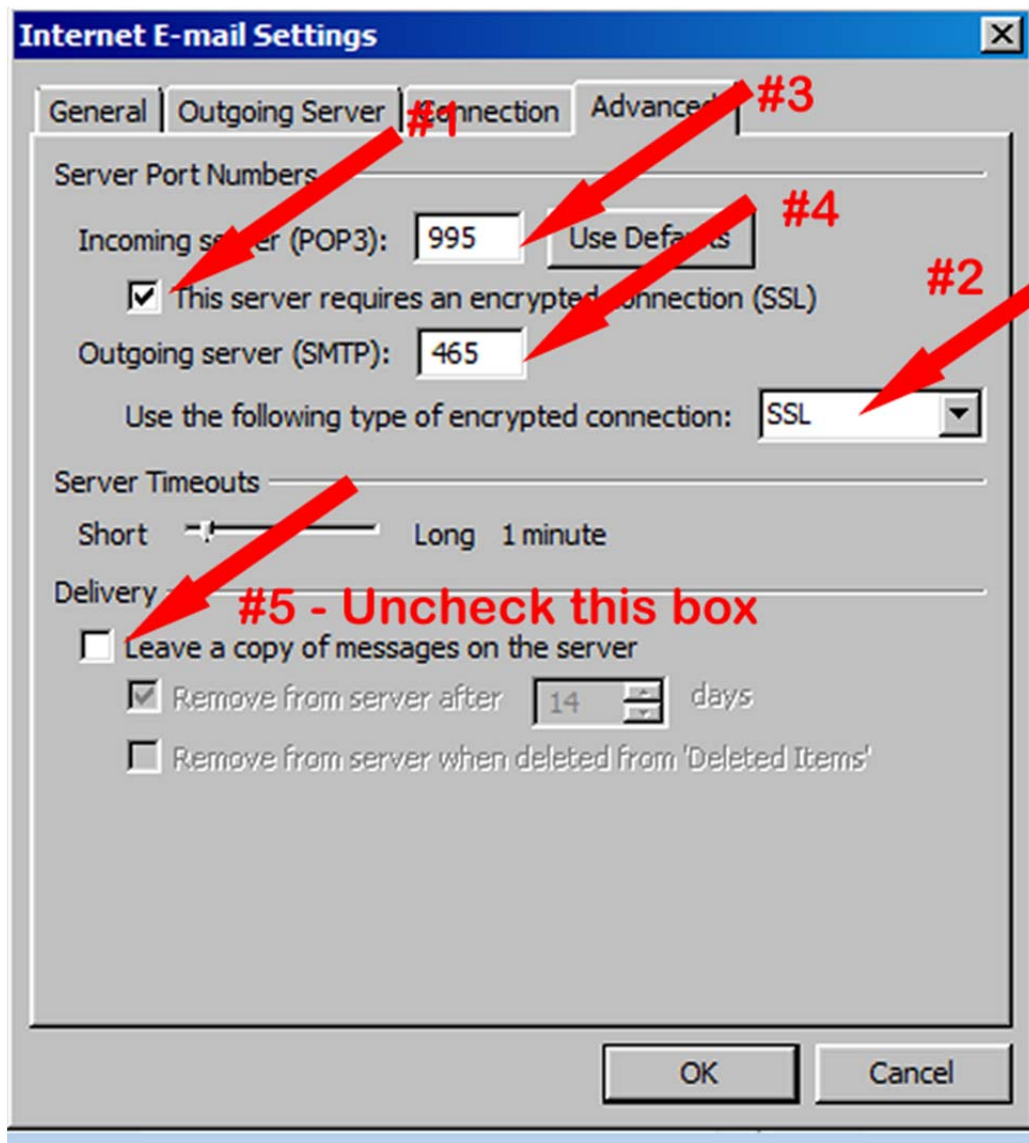 Internet E-mail Settings
General Outgoing Server Connection Advanced
#1
#3
Server Port Numbers
#4
Incoming server (POP3): 995 Use Defaults
#2
This server requires an encrypted connection (SSL)
Outgoing server (SMTP): 465
Use the following type of encrypted connection: SSL
Server Timeouts
Short Long 1 minute
Delivery
#5 - Uncheck this box
Leave a copy of messages on the server
Remove from server after 14 days
Remove from server when deleted from 'Deleted Items'
OK Cancel